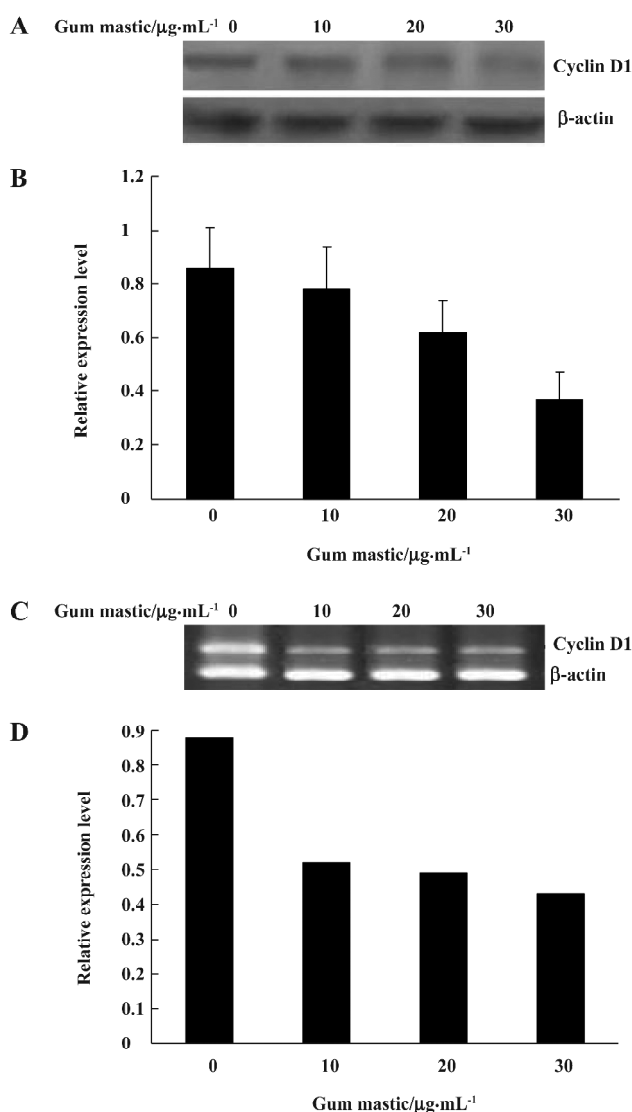 A
Gum mastic/μg·mL⁻¹ 0 10 20 30
Cyclin D1
β-actin
B
1.2
1
0.8
0.6
0.4
0.2
0
Relative expression level
0 10 20 30
Gum mastic/μg·mL⁻¹
C
Gum mastic/μg·mL⁻¹ 0 10 20 30
Cyclin D1
β-actin
D
0.9
0.8
0.7
0.6
0.5
0.4
0.3
0.2
0.1
0
Relative expression level
0 10 20 30
Gum mastic/μg·mL⁻¹